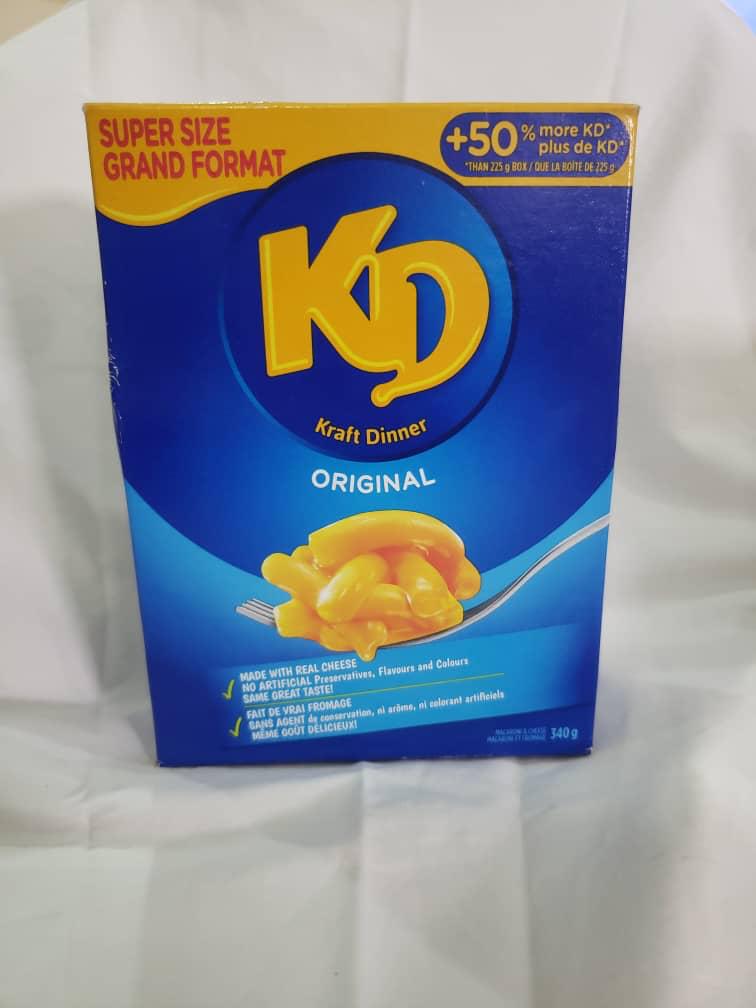 SUPER SIZE
GRAND FORMAT
+50% more KD*
plus de KD*
*THAN 225 g BOX / QUE LA BOÎTE DE 225 g
KD
Kraft Dinner
ORIGINAL
MADE WITH REAL CHEESE
NO ARTIFICIAL Preservatives, Flavours and Colours
SAME GREAT TASTE!
FAIT DE VRAI FROMAGE
SANS AGENT de conservation, ni arôme, ni colorant artificiels
MÊME GOÛT DÉLICIEUX!
MACARONI & CHEESE
MACARONI ET FROMAGE 340 g